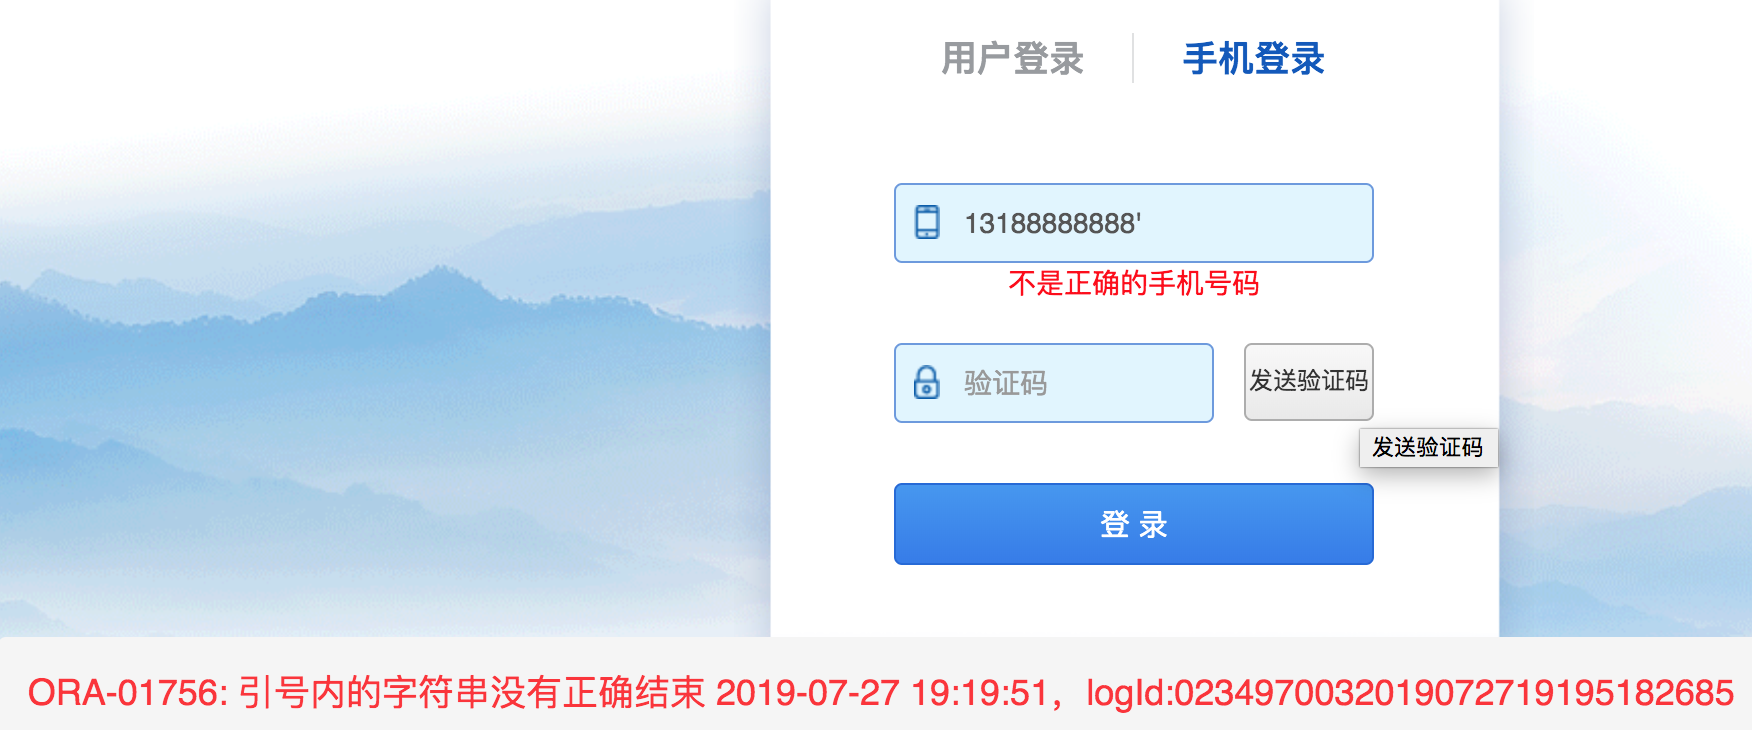 用户登录
手机登录
13188888888'
不是正确的手机号码
验证码
发送验证码
发送验证码
登 录
ORA-01756: 引号内的字符串没有正确结束 2019-07-27 19:19:51，logId:02349700320190727191951​82685